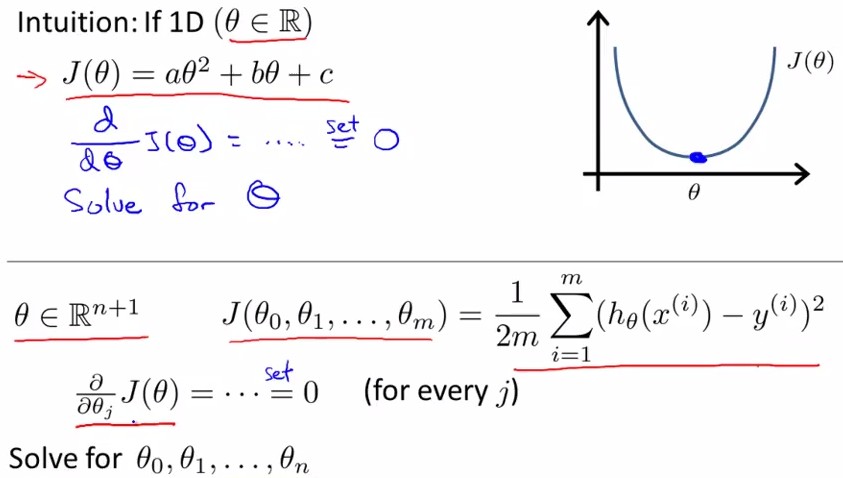 Intuition: If 1D (θ ∈ ℝ)
→ J(θ) = aθ² + bθ + c
d/dθ J(θ) = .... set = 0
Solve for θ
J(θ)
θ
θ ∈ ℝⁿ⁺¹ J(θ₀, θ₁, . . . , θₘ) = 1/2m ∑ᵢ₌₁ᵐ (h_θ(x⁽ⁱ⁾) − y⁽ⁱ⁾)²
∂/∂θⱼ J(θ) = ⋯ set = 0 (for every j)
Solve for θ₀, θ₁, . . . , θₙ